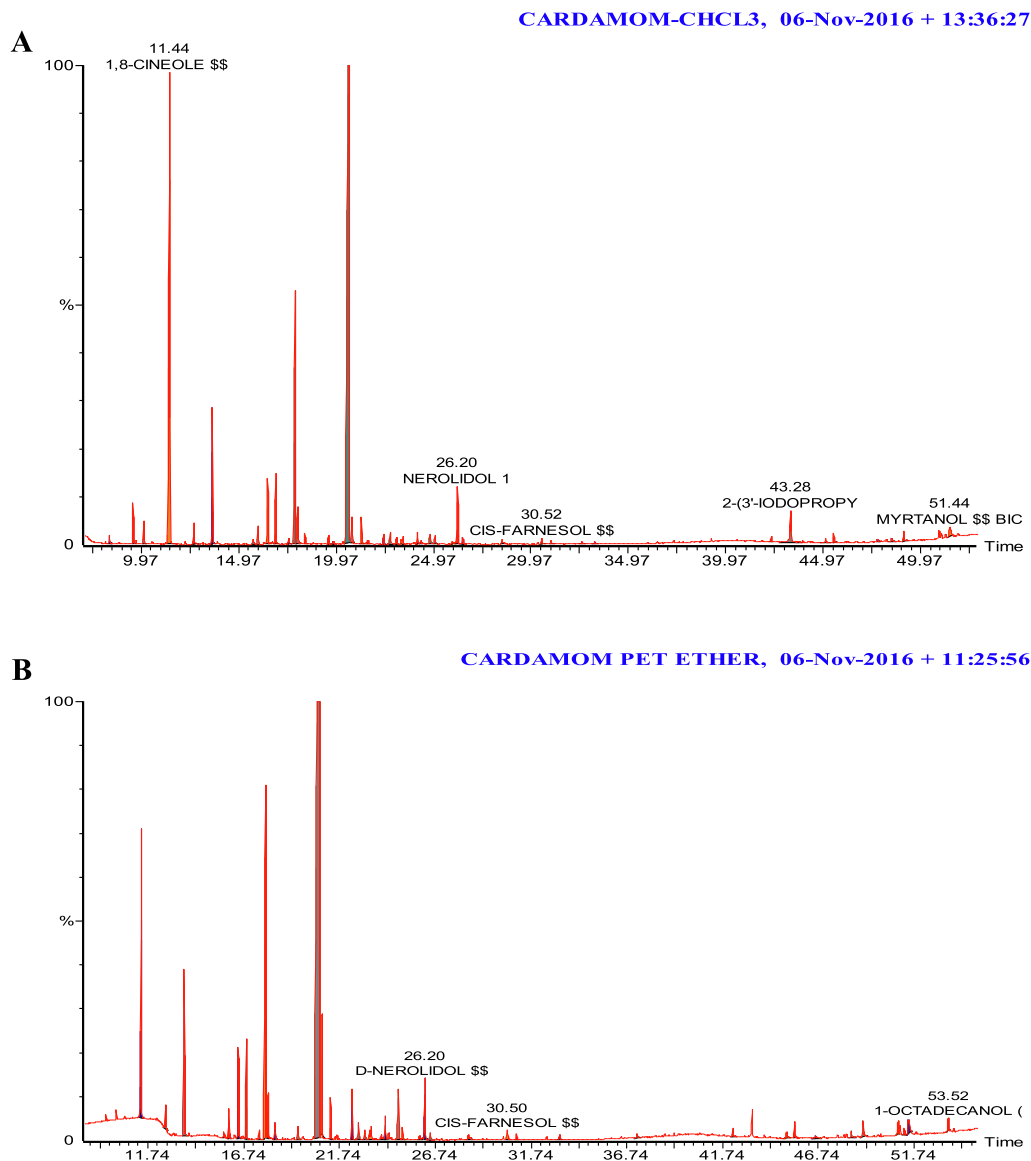 CARDAMOM-CHCL3, 06-Nov-2016 + 13:36:27
A
11.44
1,8-CINEOLE $$
100
%
26.20
NEROLIDOL 1
30.52
CIS-FARNESOL $$
43.28
2-(3'-IODOPROPY
51.44
MYRTANOL $$ BIC
0
Time
9.97 14.97 19.97 24.97 29.97 34.97 39.97 44.97 49.97
CARDAMOM PET ETHER, 06-Nov-2016 + 11:25:56
B
100
%
26.20
D-NEROLIDOL $$
30.50
CIS-FARNESOL $$
53.52
1-OCTADECANOL (
0
Time
11.74 16.74 21.74 26.74 31.74 36.74 41.74 46.74 51.74